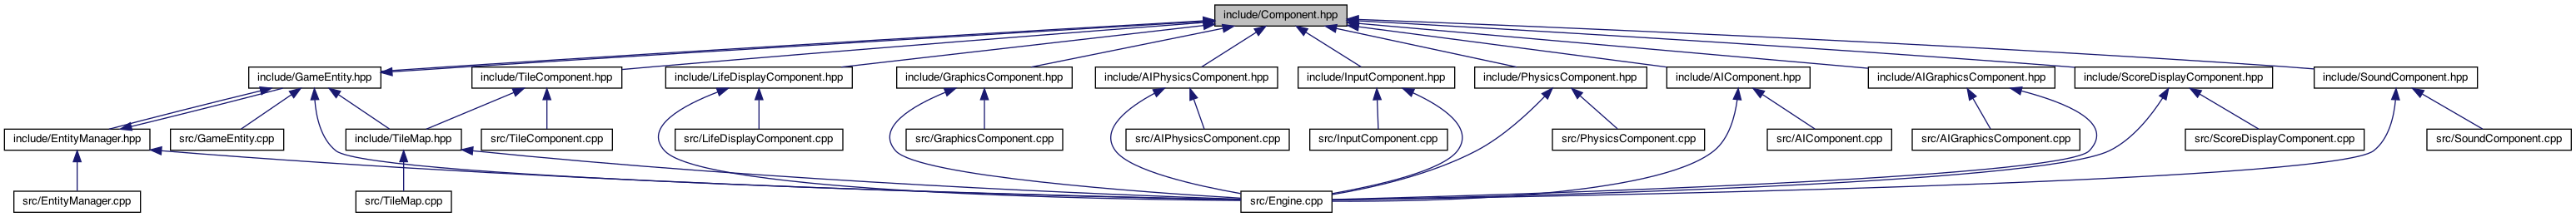 include/Component.hpp
include/GameEntity.hpp
include/TileComponent.hpp
include/LifeDisplayComponent.hpp
include/GraphicsComponent.hpp
include/AIPhysicsComponent.hpp
include/InputComponent.hpp
include/PhysicsComponent.hpp
include/AIComponent.hpp
include/AIGraphicsComponent.hpp
include/ScoreDisplayComponent.hpp
include/SoundComponent.hpp
include/EntityManager.hpp
src/GameEntity.cpp
include/TileMap.hpp
src/TileComponent.cpp
src/LifeDisplayComponent.cpp
src/GraphicsComponent.cpp
src/AIPhysicsComponent.cpp
src/InputComponent.cpp
src/PhysicsComponent.cpp
src/AIComponent.cpp
src/AIGraphicsComponent.cpp
src/ScoreDisplayComponent.cpp
src/SoundComponent.cpp
src/EntityManager.cpp
src/TileMap.cpp
src/Engine.cpp